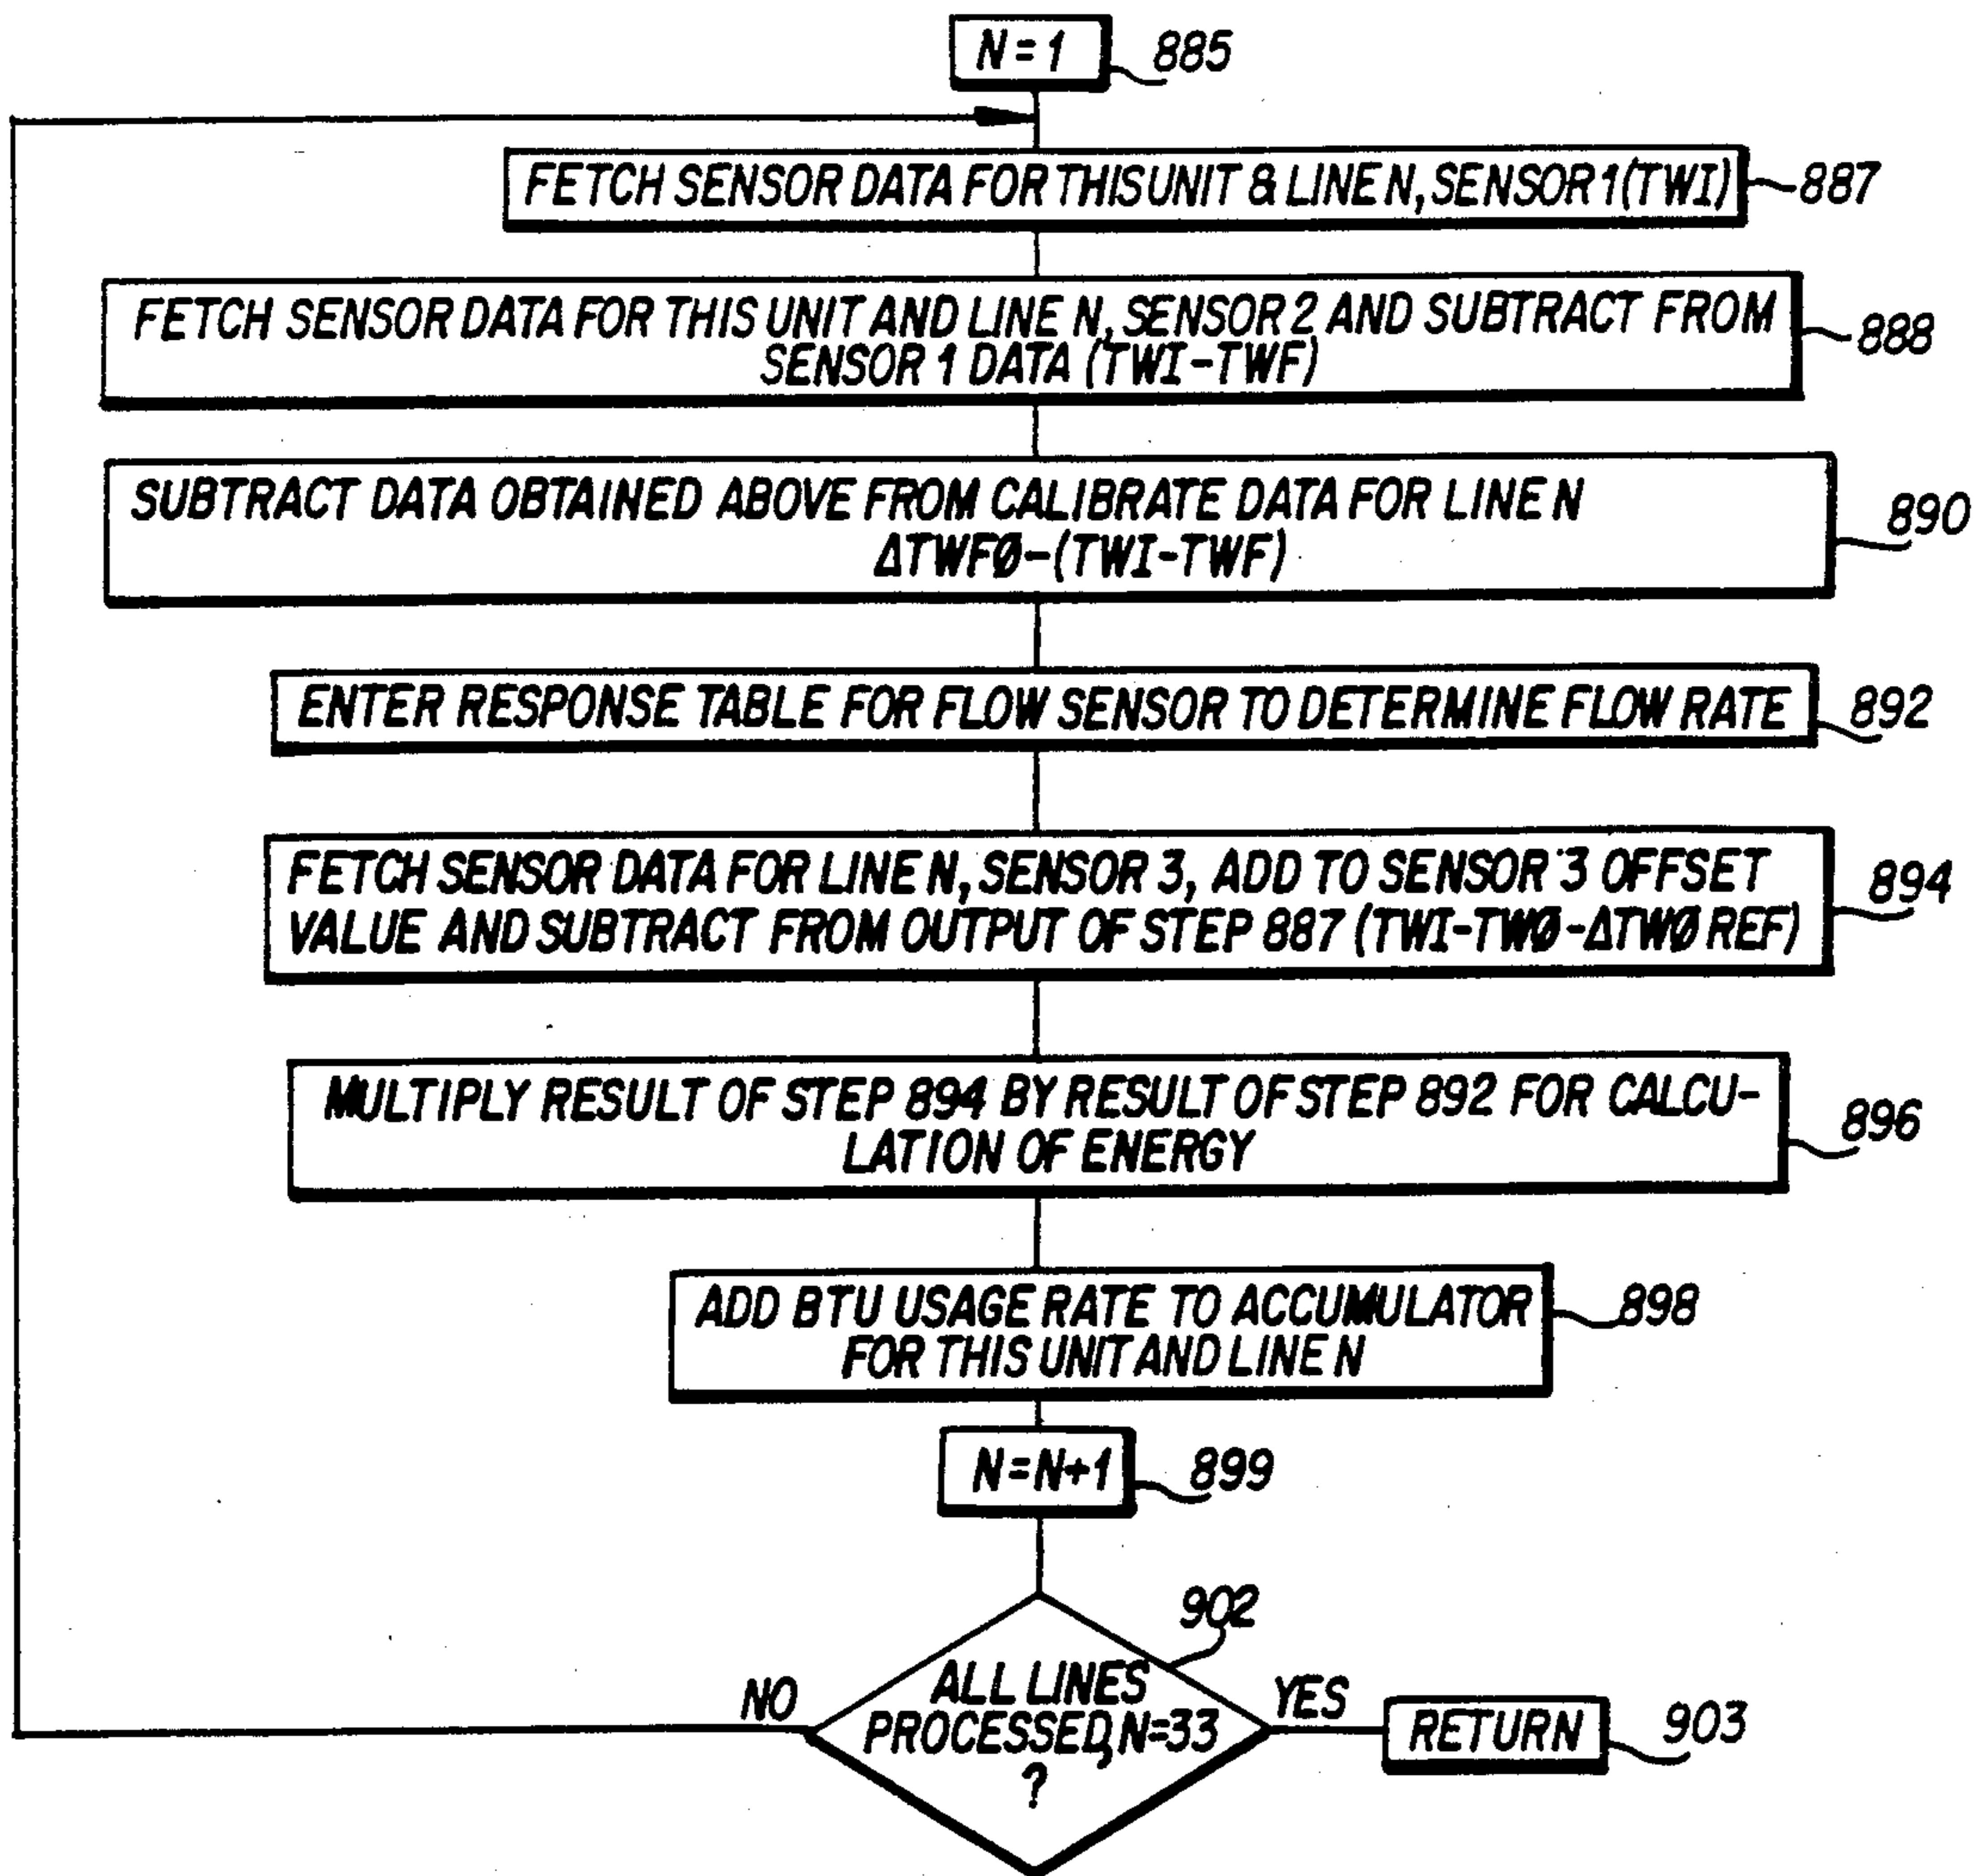 N=1
885
FETCH SENSOR DATA FOR THIS UNIT & LINE N, SENSOR 1 (TWI)
887
FETCH SENSOR DATA FOR THIS UNIT AND LINE N, SENSOR 2 AND SUBTRACT FROM
SENSOR 1 DATA (TWI-TWF)
888
SUBTRACT DATA OBTAINED ABOVE FROM CALIBRATE DATA FOR LINE N
ΔTWFØ-(TWI-TWF)
890
ENTER RESPONSE TABLE FOR FLOW SENSOR TO DETERMINE FLOW RATE
892
FETCH SENSOR DATA FOR LINE N, SENSOR 3, ADD TO SENSOR 3 OFFSET
VALUE AND SUBTRACT FROM OUTPUT OF STEP 887 (TWI-TWØ-ΔTWØ REF)
894
MULTIPLY RESULT OF STEP 894 BY RESULT OF STEP 892 FOR CALCU-
LATION OF ENERGY
896
ADD BTU USAGE RATE TO ACCUMULATOR
FOR THIS UNIT AND LINE N
898
N=N+1
899
902
ALL LINES
PROCESSED, N=33
?
NO
YES
RETURN
903